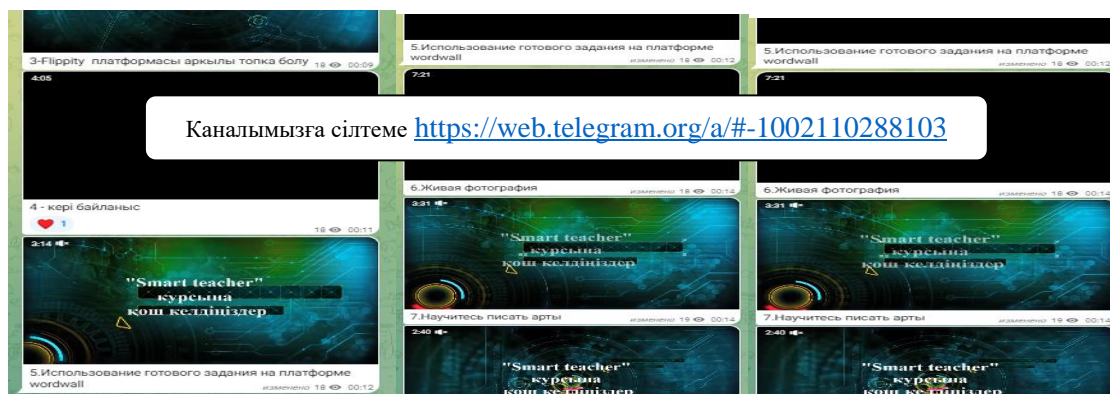 3-Flippity платформасы аркылы топка болу 18 00:09
4:05
4 - кері байланыс
1
18 00:11
2:14
"Smart teacher"
курсына
қош келдіңіздер
5.Использование готового задания на платформе
wordwall
изменено 18 00:12
5.Использование готового задания на платформе
wordwall
изменено 18 00:12
7:21
6.Живая фотография
изменено 18 00:14
3:31
"Smart teacher"
курсына
қош келдіңіздер
7.Научитесь писать арты
изменено 19 00:14
2:40
"Smart teacher"
курсына
қош келдіңіздер
5.Использование готового задания на платформе
wordwall
изменено 18 00:12
7:21
6.Живая фотография
изменено 18 00:14
3:31
"Smart teacher"
курсына
қош келдіңіздер
7.Научитесь писать арты
изменено 19 00:14
2:40
"Smart teacher"
курсына
қош келдіңіздер
Каналымызға сілтеме https://web.telegram.org/a/#-1002110288103